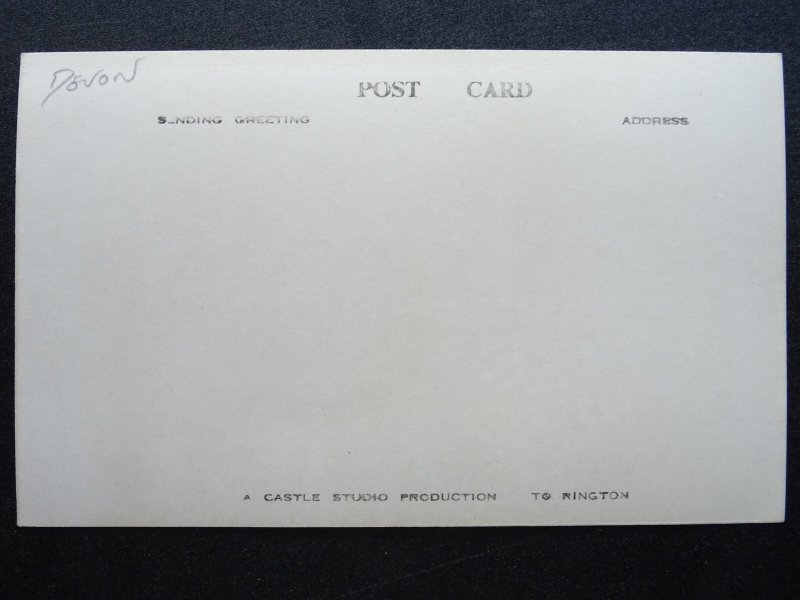 DEVON
POST CARD
S_NDING GREETING ADDRESS
A CASTLE STUDIO PRODUCTION TO RINGTON